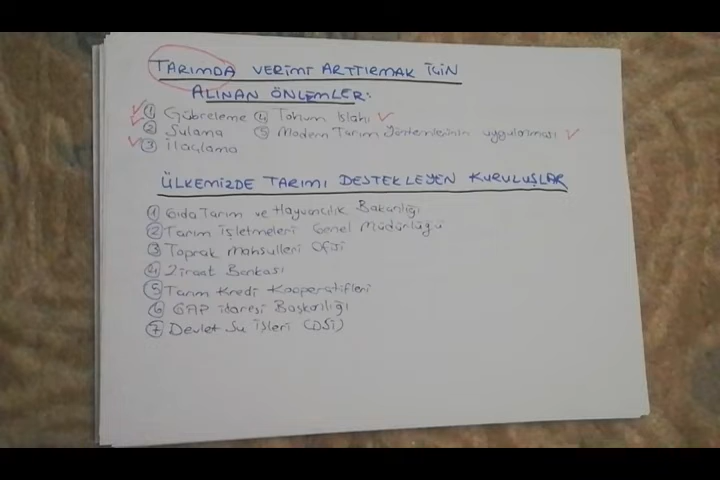 TARIMDA VERİMİ ARTTIRMAK İÇİN
ALINAN ÖNLEMLER:
① Gübreleme ④ Tohum Islahı
② Sulama ⑤ Modern Tarım Yöntemlerinin uygulanması
③ İlaçlama
ÜLKEMİZDE TARIMI DESTEKLEYEN KURULUŞLAR
① Gıda Tarım ve Hayvancılık Bakanlığı
② Tarım İşletmeleri Genel Müdürlüğü
③ Toprak Mahsulleri Ofisi
④ Ziraat Bankası
⑤ Tarım Kredi Kooperatifleri
⑥ GAP İdaresi Başkanlığı
⑦ Devlet Su İşleri (DSİ)